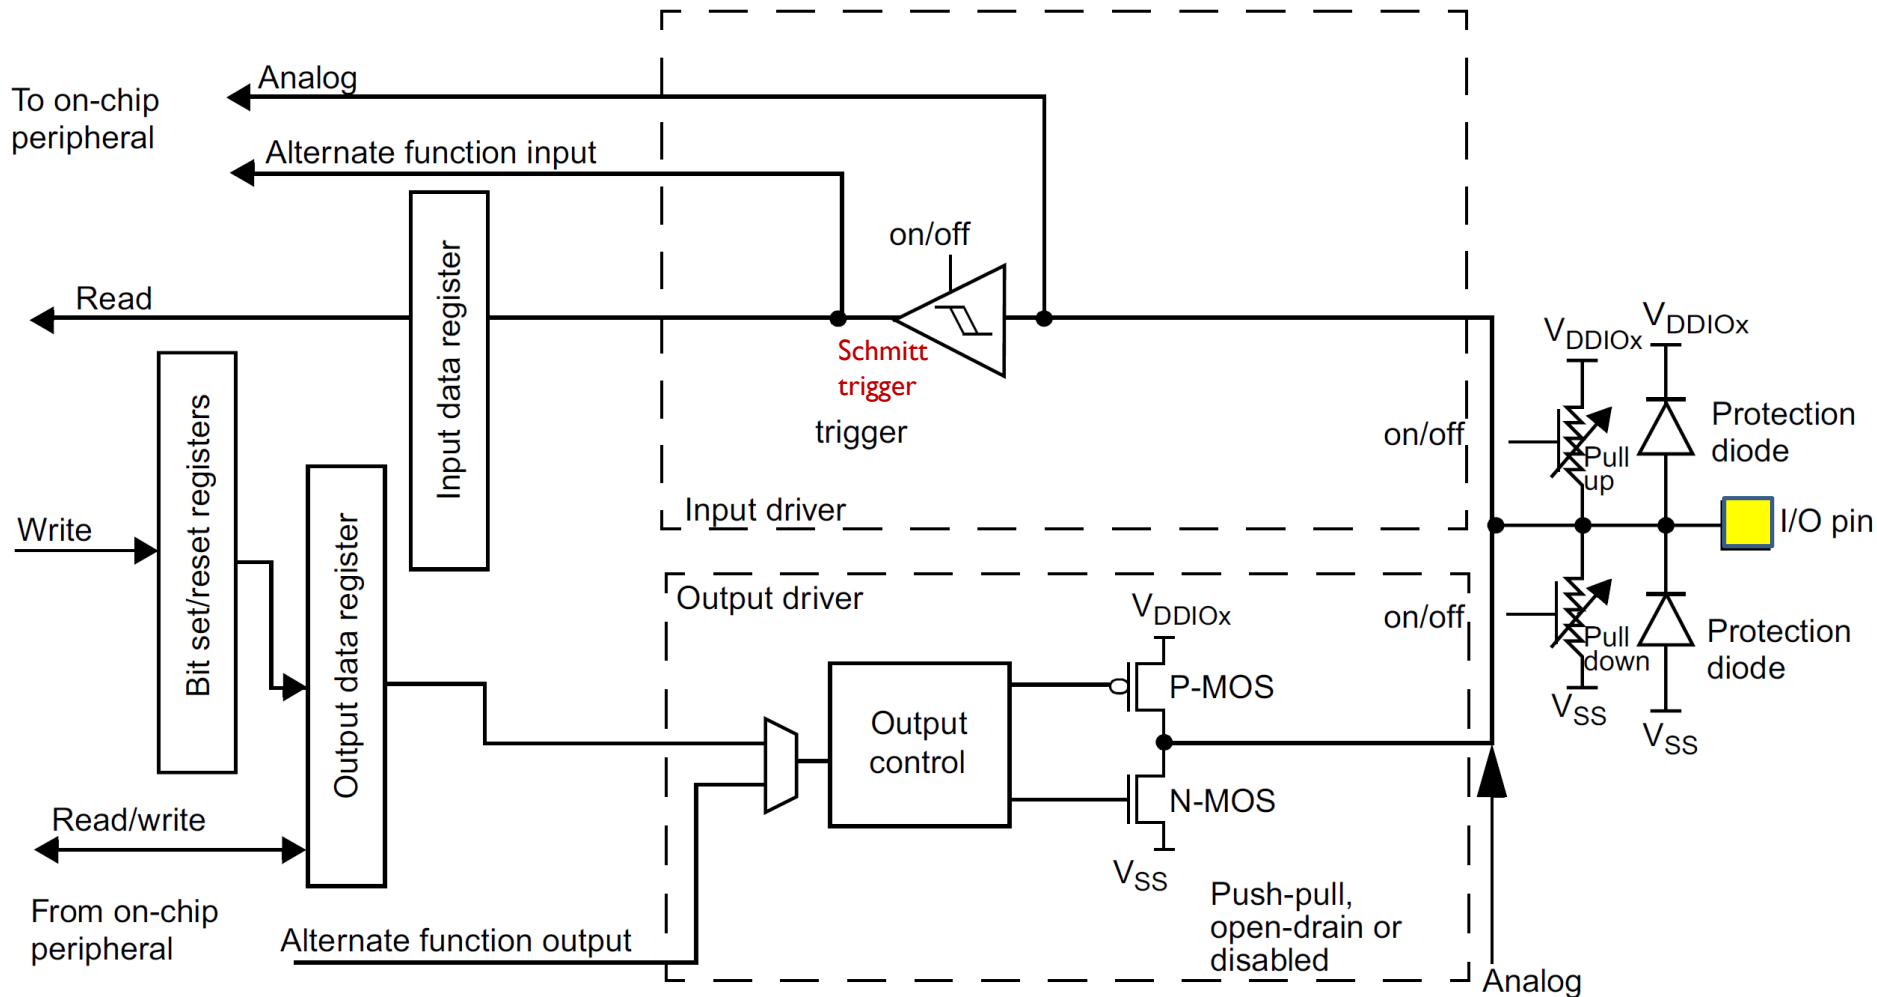 Analog
To on-chip
peripheral
Alternate function input
on/off
Input data register
Read
Schmitt
trigger
trigger
Input driver
VDDIOx
VDDIOx
on/off
Pull
up
Protection
diode
Bit set/reset registers
Write
I/O pin
Output data register
Output driver
VDDIOx
on/off
Pull
down
Protection
diode
VSS
VSS
P-MOS
Output
control
N-MOS
VSS
Read/write
From on-chip
peripheral
Alternate function output
Push-pull,
open-drain or
disabled
Analog